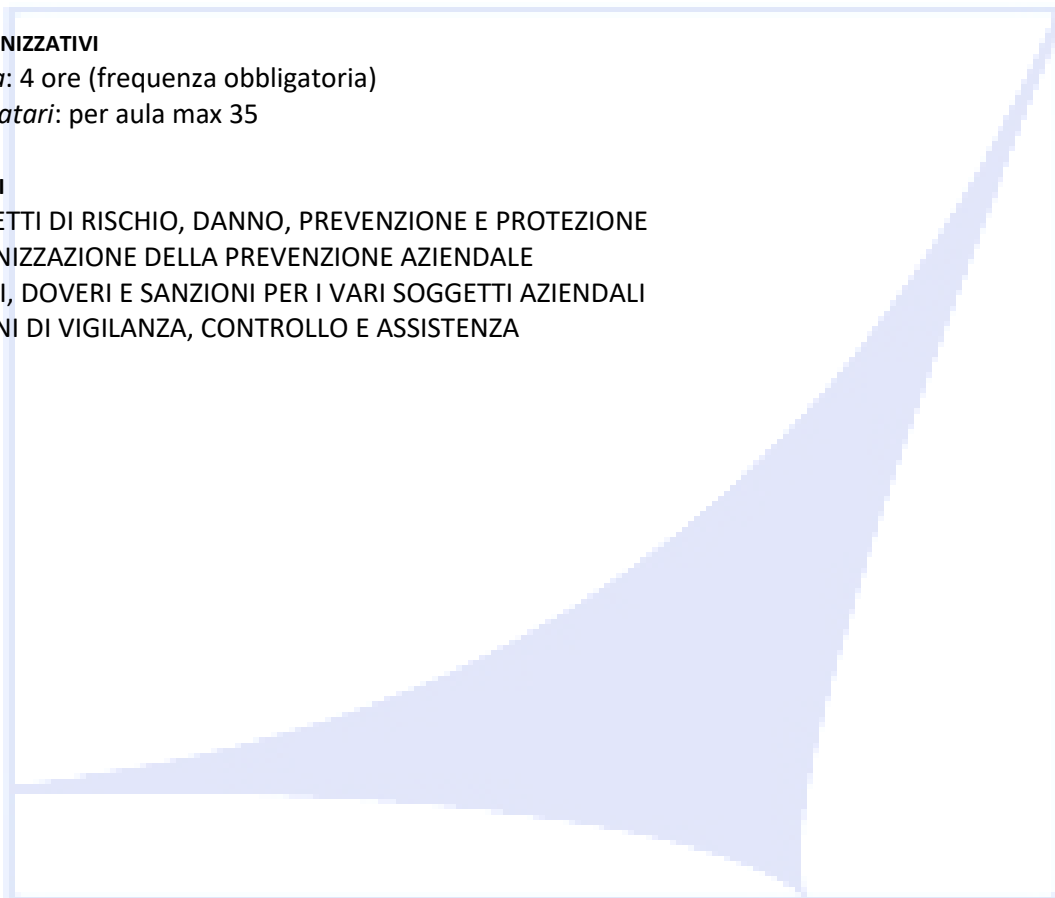 NIZZATIVI
a: 4 ore (frequenza obbligatoria)
atari: per aula max 35
I
ETTI DI RISCHIO, DANNO, PREVENZIONE E PROTEZIONE
NIZZAZIONE DELLA PREVENZIONE AZIENDALE
I, DOVERI E SANZIONI PER I VARI SOGGETTI AZIENDALI
NI DI VIGILANZA, CONTROLLO E ASSISTENZA